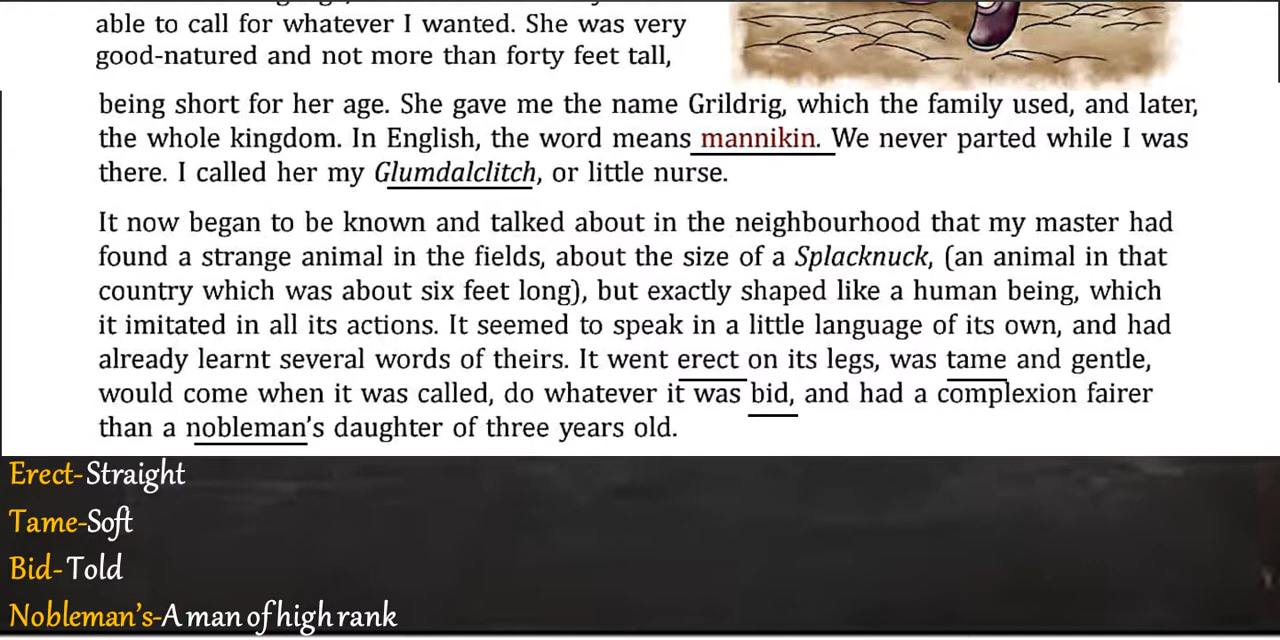 able to call for whatever I wanted. She was very
good-natured and not more than forty feet tall,
being short for her age. She gave me the name Grildrig, which the family used, and later,
the whole kingdom. In English, the word means mannikin. We never parted while I was
there. I called her my Glumdalclitch, or little nurse.
It now began to be known and talked about in the neighbourhood that my master had
found a strange animal in the fields, about the size of a Splacknuck, (an animal in that
country which was about six feet long), but exactly shaped like a human being, which
it imitated in all its actions. It seemed to speak in a little language of its own, and had
already learnt several words of theirs. It went erect on its legs, was tame and gentle,
would come when it was called, do whatever it was bid, and had a complexion fairer
than a nobleman's daughter of three years old.
Erect-Straight
Tame-Soft
Bid-Told
Nobleman's-A man of high rank